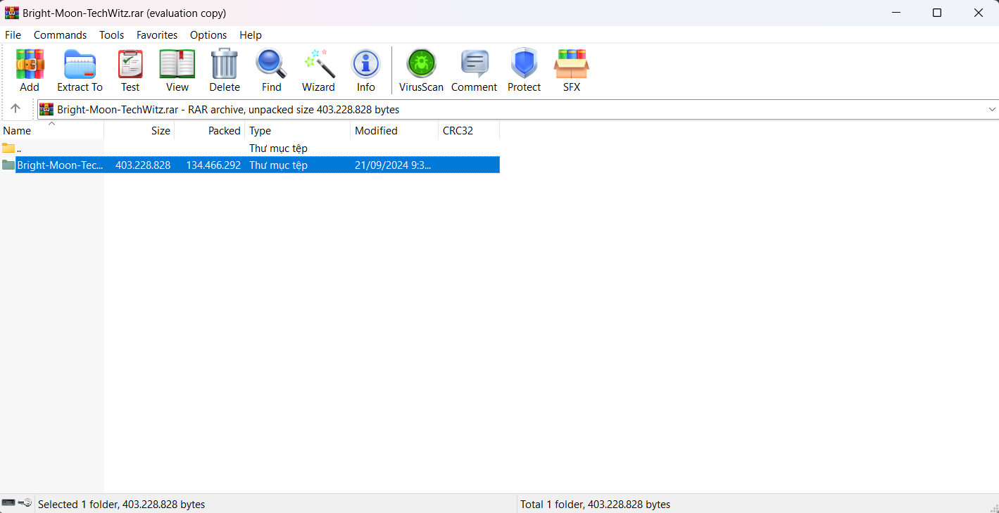 Bright-Moon-TechWitz.rar (evaluation copy)
File Commands Tools Favorites Options Help
Add Extract To Test View Delete Find Wizard Info VirusScan Comment Protect SFX
Bright-Moon-TechWitz.rar - RAR archive, unpacked size 403.228.828 bytes
Name Size Packed Type Modified CRC32
.. Thư mục tệp
Bright-Moon-Tec... 403.228.828 134.466.292 Thư mục tệp 21/09/2024 9:3...
Selected 1 folder, 403.228.828 bytes Total 1 folder, 403.228.828 bytes